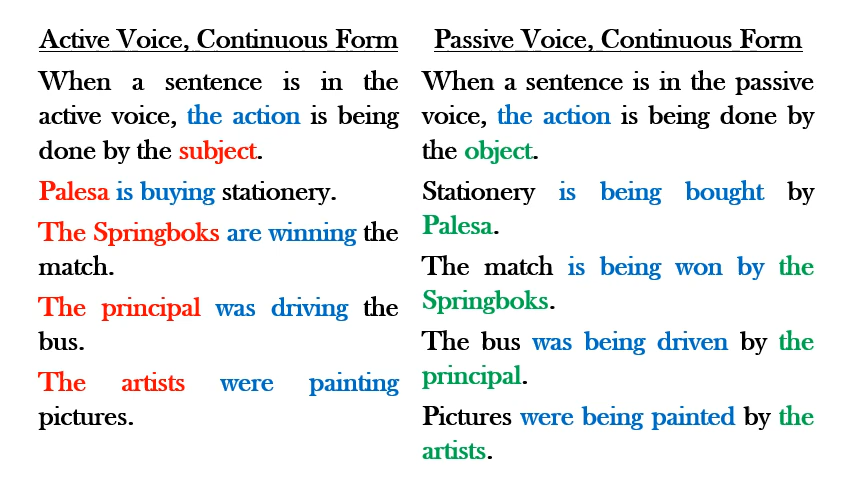 Active Voice, Continuous Form
When a sentence is in the
active voice, the action is being
done by the subject.
Palesa is buying stationery.
The Springboks are winning the
match.
The principal was driving the
bus.
The artists were painting
pictures.
Passive Voice, Continuous Form
When a sentence is in the passive
voice, the action is being done by
the object.
Stationery is being bought by
Palesa.
The match is being won by the
Springboks.
The bus was being driven by the
principal.
Pictures were being painted by the
artists.